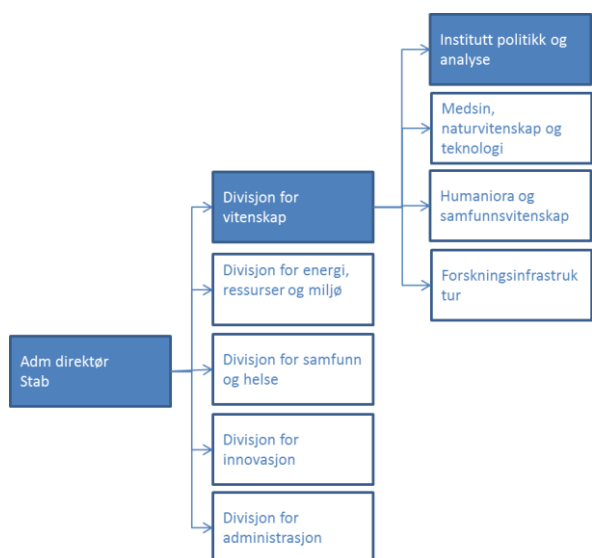 Institutt politikk og
analyse
Medsin,
naturvitenskap og
teknologi
Divisjon for
vitenskap
Humaniora og
samfunnsvitenskap
Forskningsinfrastruk
tur
Divisjon for energi,
ressurser og miljø
Adm direktør
Stab
Divisjon for samfunn
og helse
Divisjon for
innovasjon
Divisjon for
administrasjon